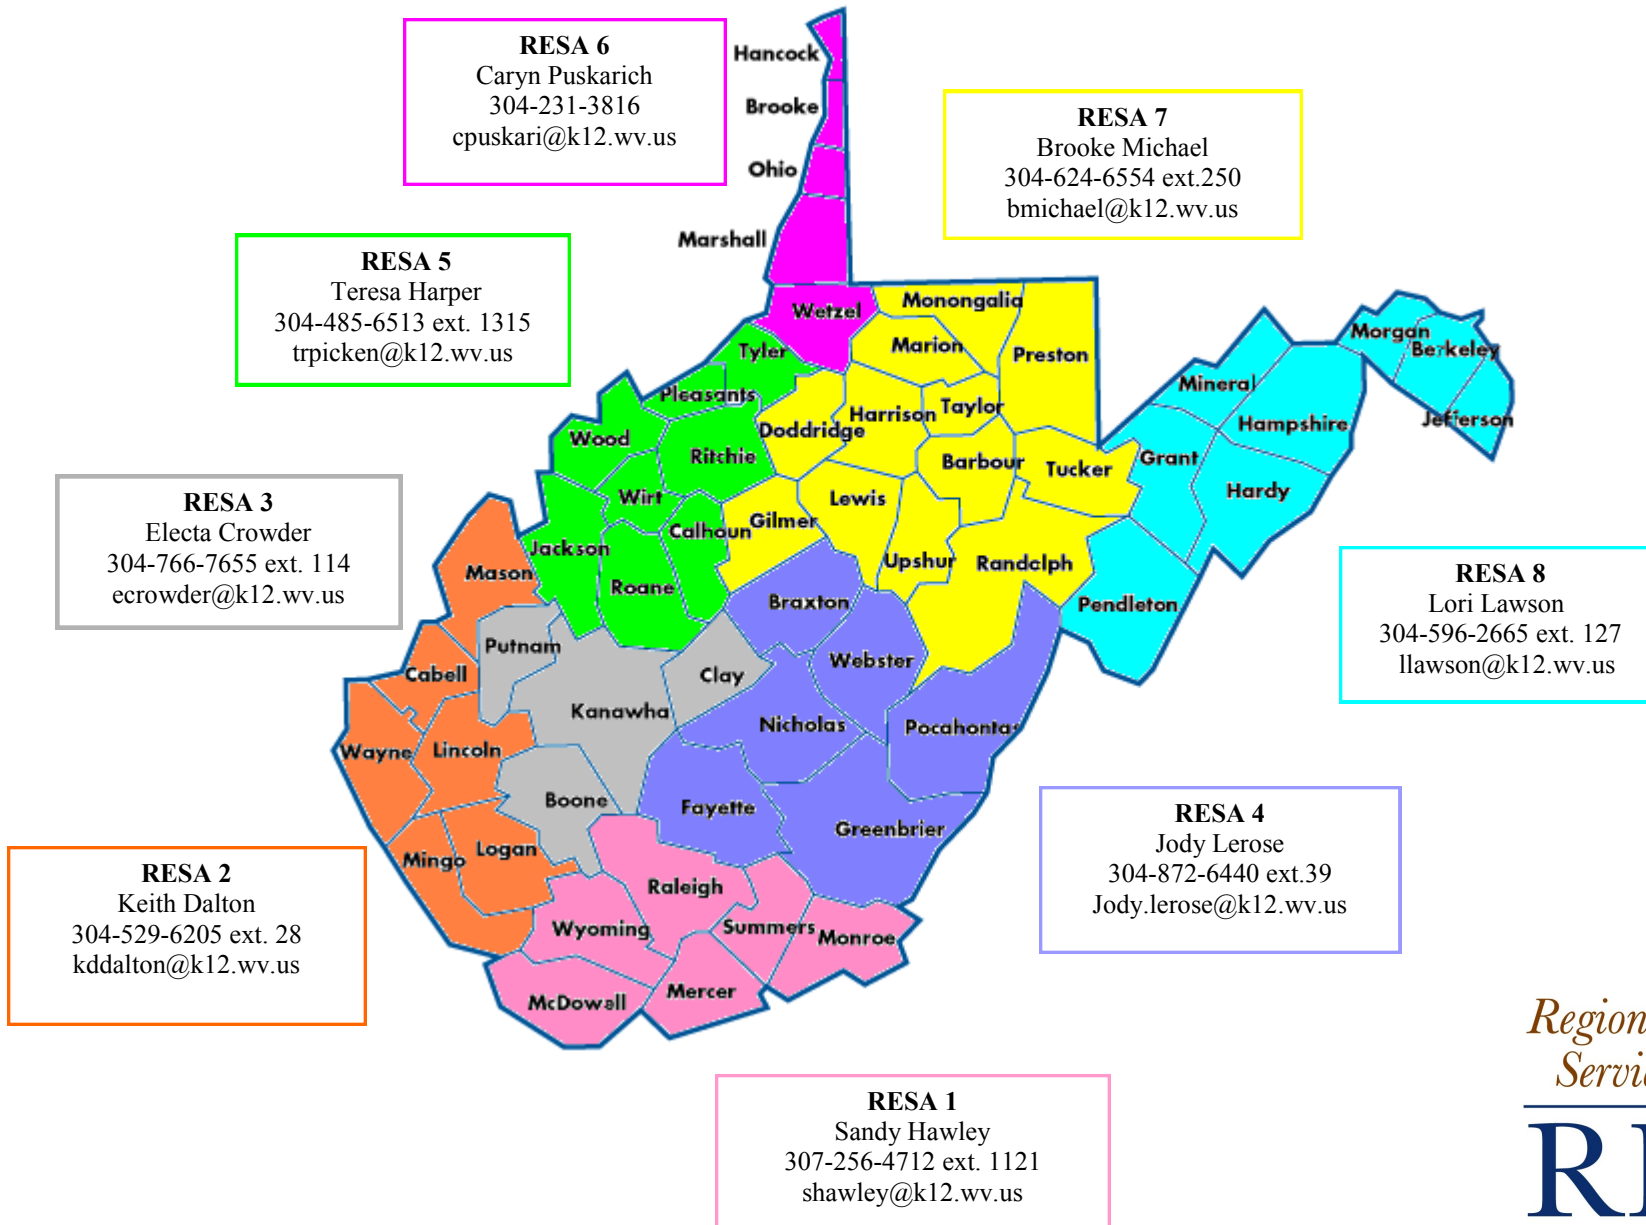 RESA 6
Caryn Puskarich
304-231-3816
cpuskari@k12.wv.us
RESA 7
Brooke Michael
304-624-6554 ext.250
bmichael@k12.wv.us
RESA 5
Teresa Harper
304-485-6513 ext. 1315
trpicken@k12.wv.us
RESA 3
Electa Crowder
304-766-7655 ext. 114
ecrowder@k12.wv.us
RESA 8
Lori Lawson
304-596-2665 ext. 127
llawson@k12.wv.us
RESA 2
Keith Dalton
304-529-6205 ext. 28
kddalton@k12.wv.us
RESA 4
Jody Lerose
304-872-6440 ext.39
Jody.lerose@k12.wv.us
RESA 1
Sandy Hawley
307-256-4712 ext. 1121
shawley@k12.wv.us
Hancock
Brooke
Ohio
Marshall
Wetzel
Monongalia
Marion
Preston
Tyler
Pleasants
Doddridge
Harrison
Taylor
Wood
Ritchie
Barbour
Tucker
Wirt
Calhoun
Gilmer
Lewis
Upshur
Randolph
Jackson
Roane
Mason
Braxton
Putnam
Clay
Webster
Cabell
Kanawha
Nicholas
Pocahontas
Wayne
Lincoln
Boone
Fayette
Greenbrier
Mingo
Logan
Raleigh
Wyoming
Summers
Monroe
McDowell
Mercer
Morgan
Berkeley
Jefferson
Mineral
Hampshire
Grant
Hardy
Pendleton
Region
Servi
R